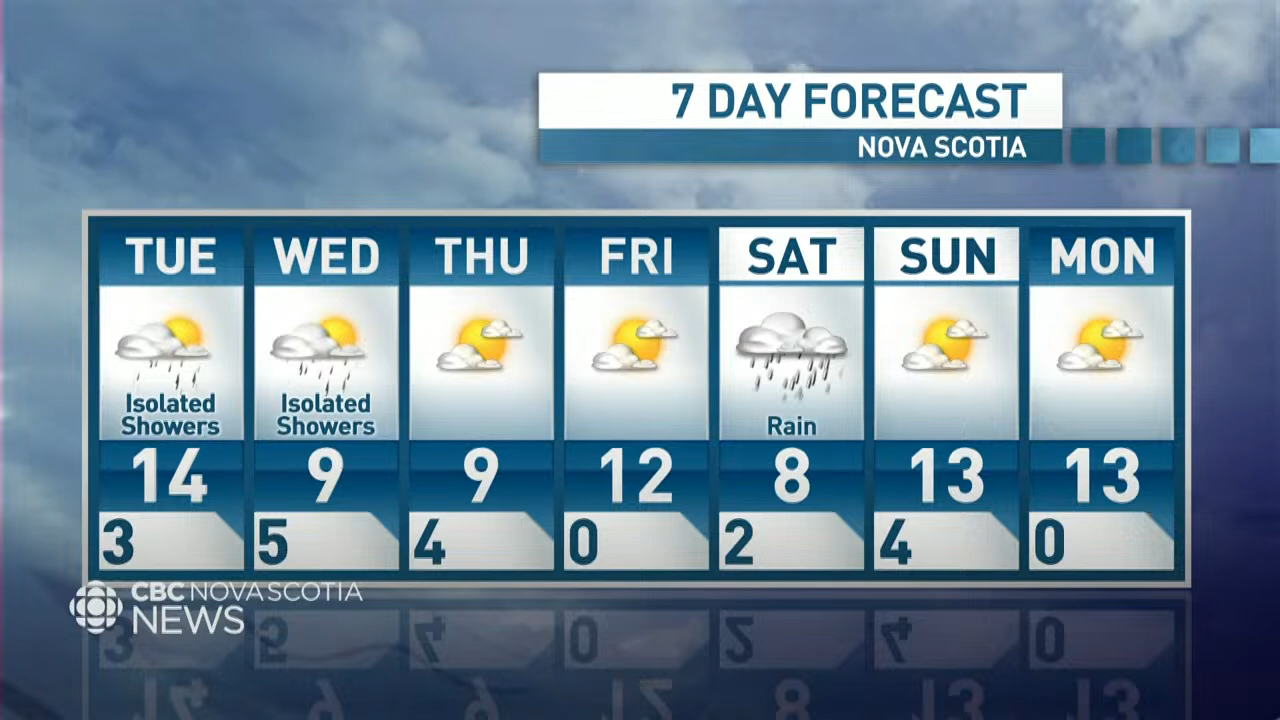 7 DAY FORECAST
NOVA SCOTIA
TUE WED THU FRI SAT SUN MON
Isolated Showers
Isolated Showers
Rain
14 9 9 12 8 13 13
3 5 4 0 2 4 0
CBC NOVA SCOTIA
NEWS